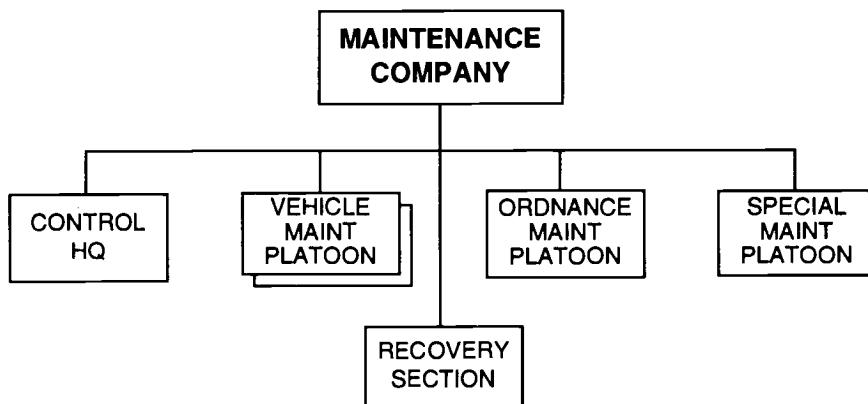 MAINTENANCE
COMPANY
CONTROL
HQ
VEHICLE
MAINT
PLATOON
ORDNANCE
MAINT
PLATOON
SPECIAL
MAINT
PLATOON
RECOVERY
SECTION